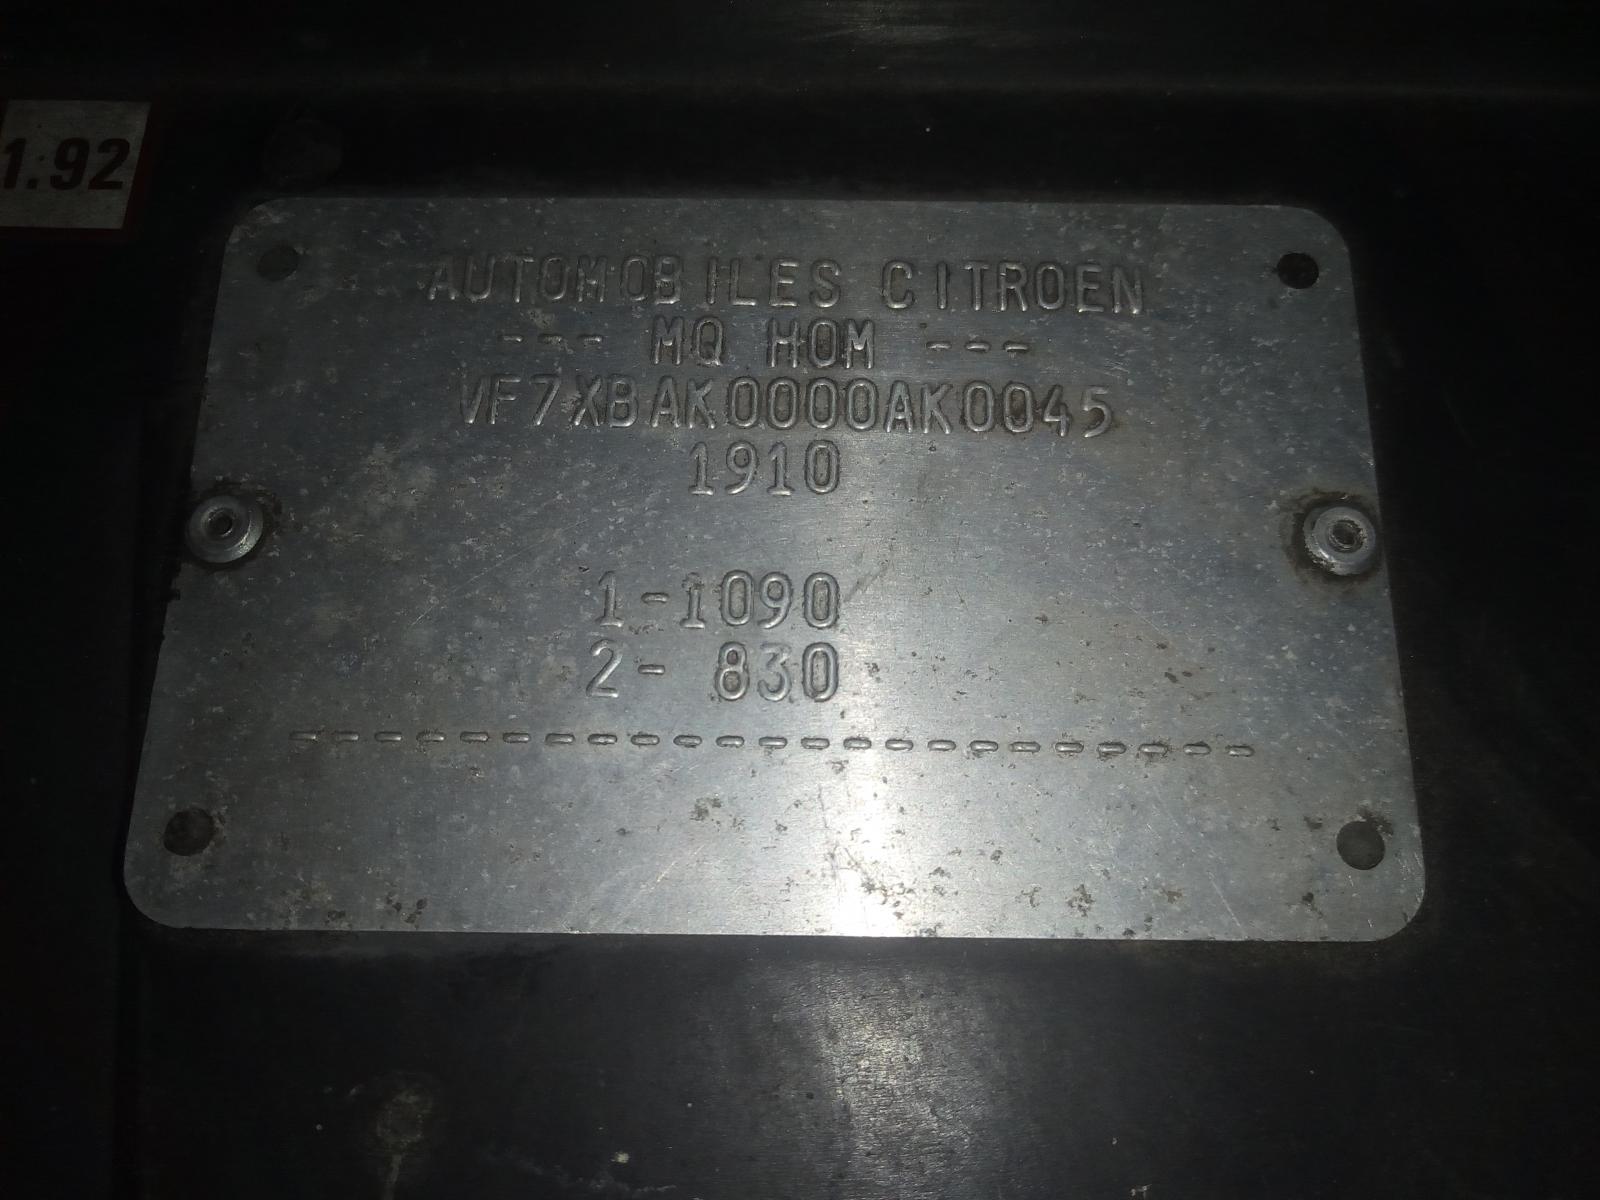 1:92
AUTOMOBILES CITROEN
--- MQ HOM ---
VF7XBAK0000AK0045
1910
1-1090
2- 830
-----------------------